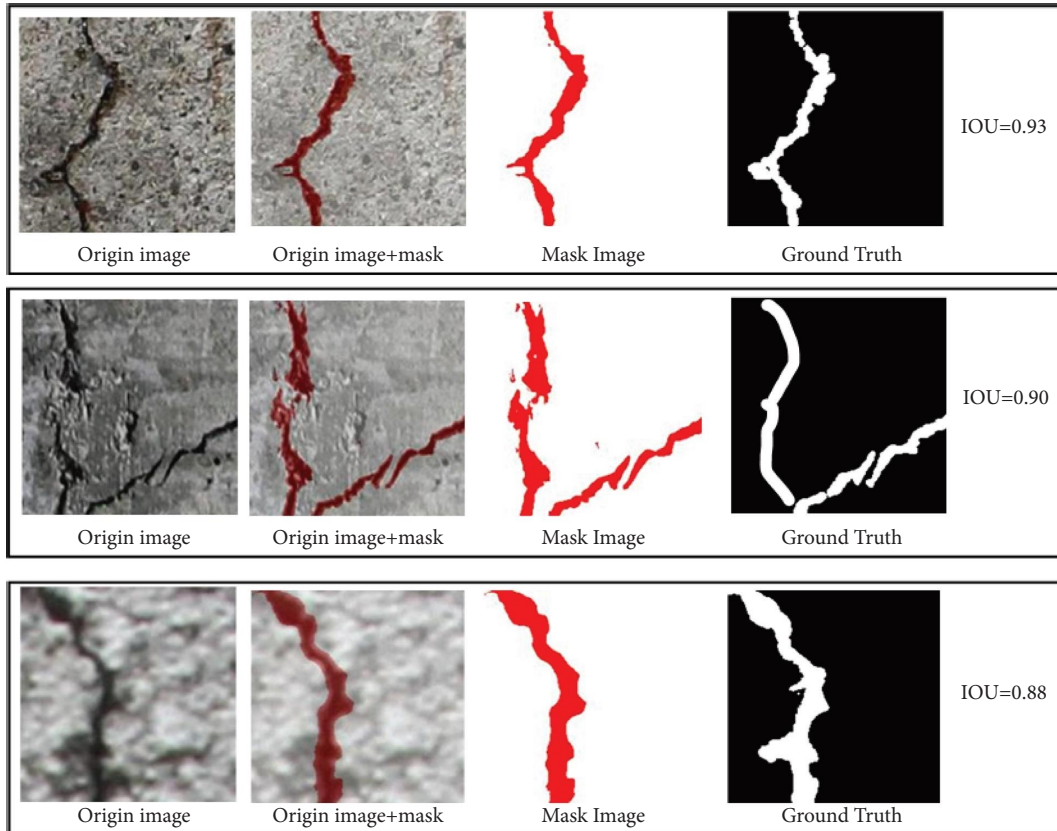 IOU=0.93
Origin image
Origin image+mask
Mask Image
Ground Truth
IOU=0.90
Origin image
Origin image+mask
Mask Image
Ground Truth
IOU=0.88
Origin image
Origin image+mask
Mask Image
Ground Truth